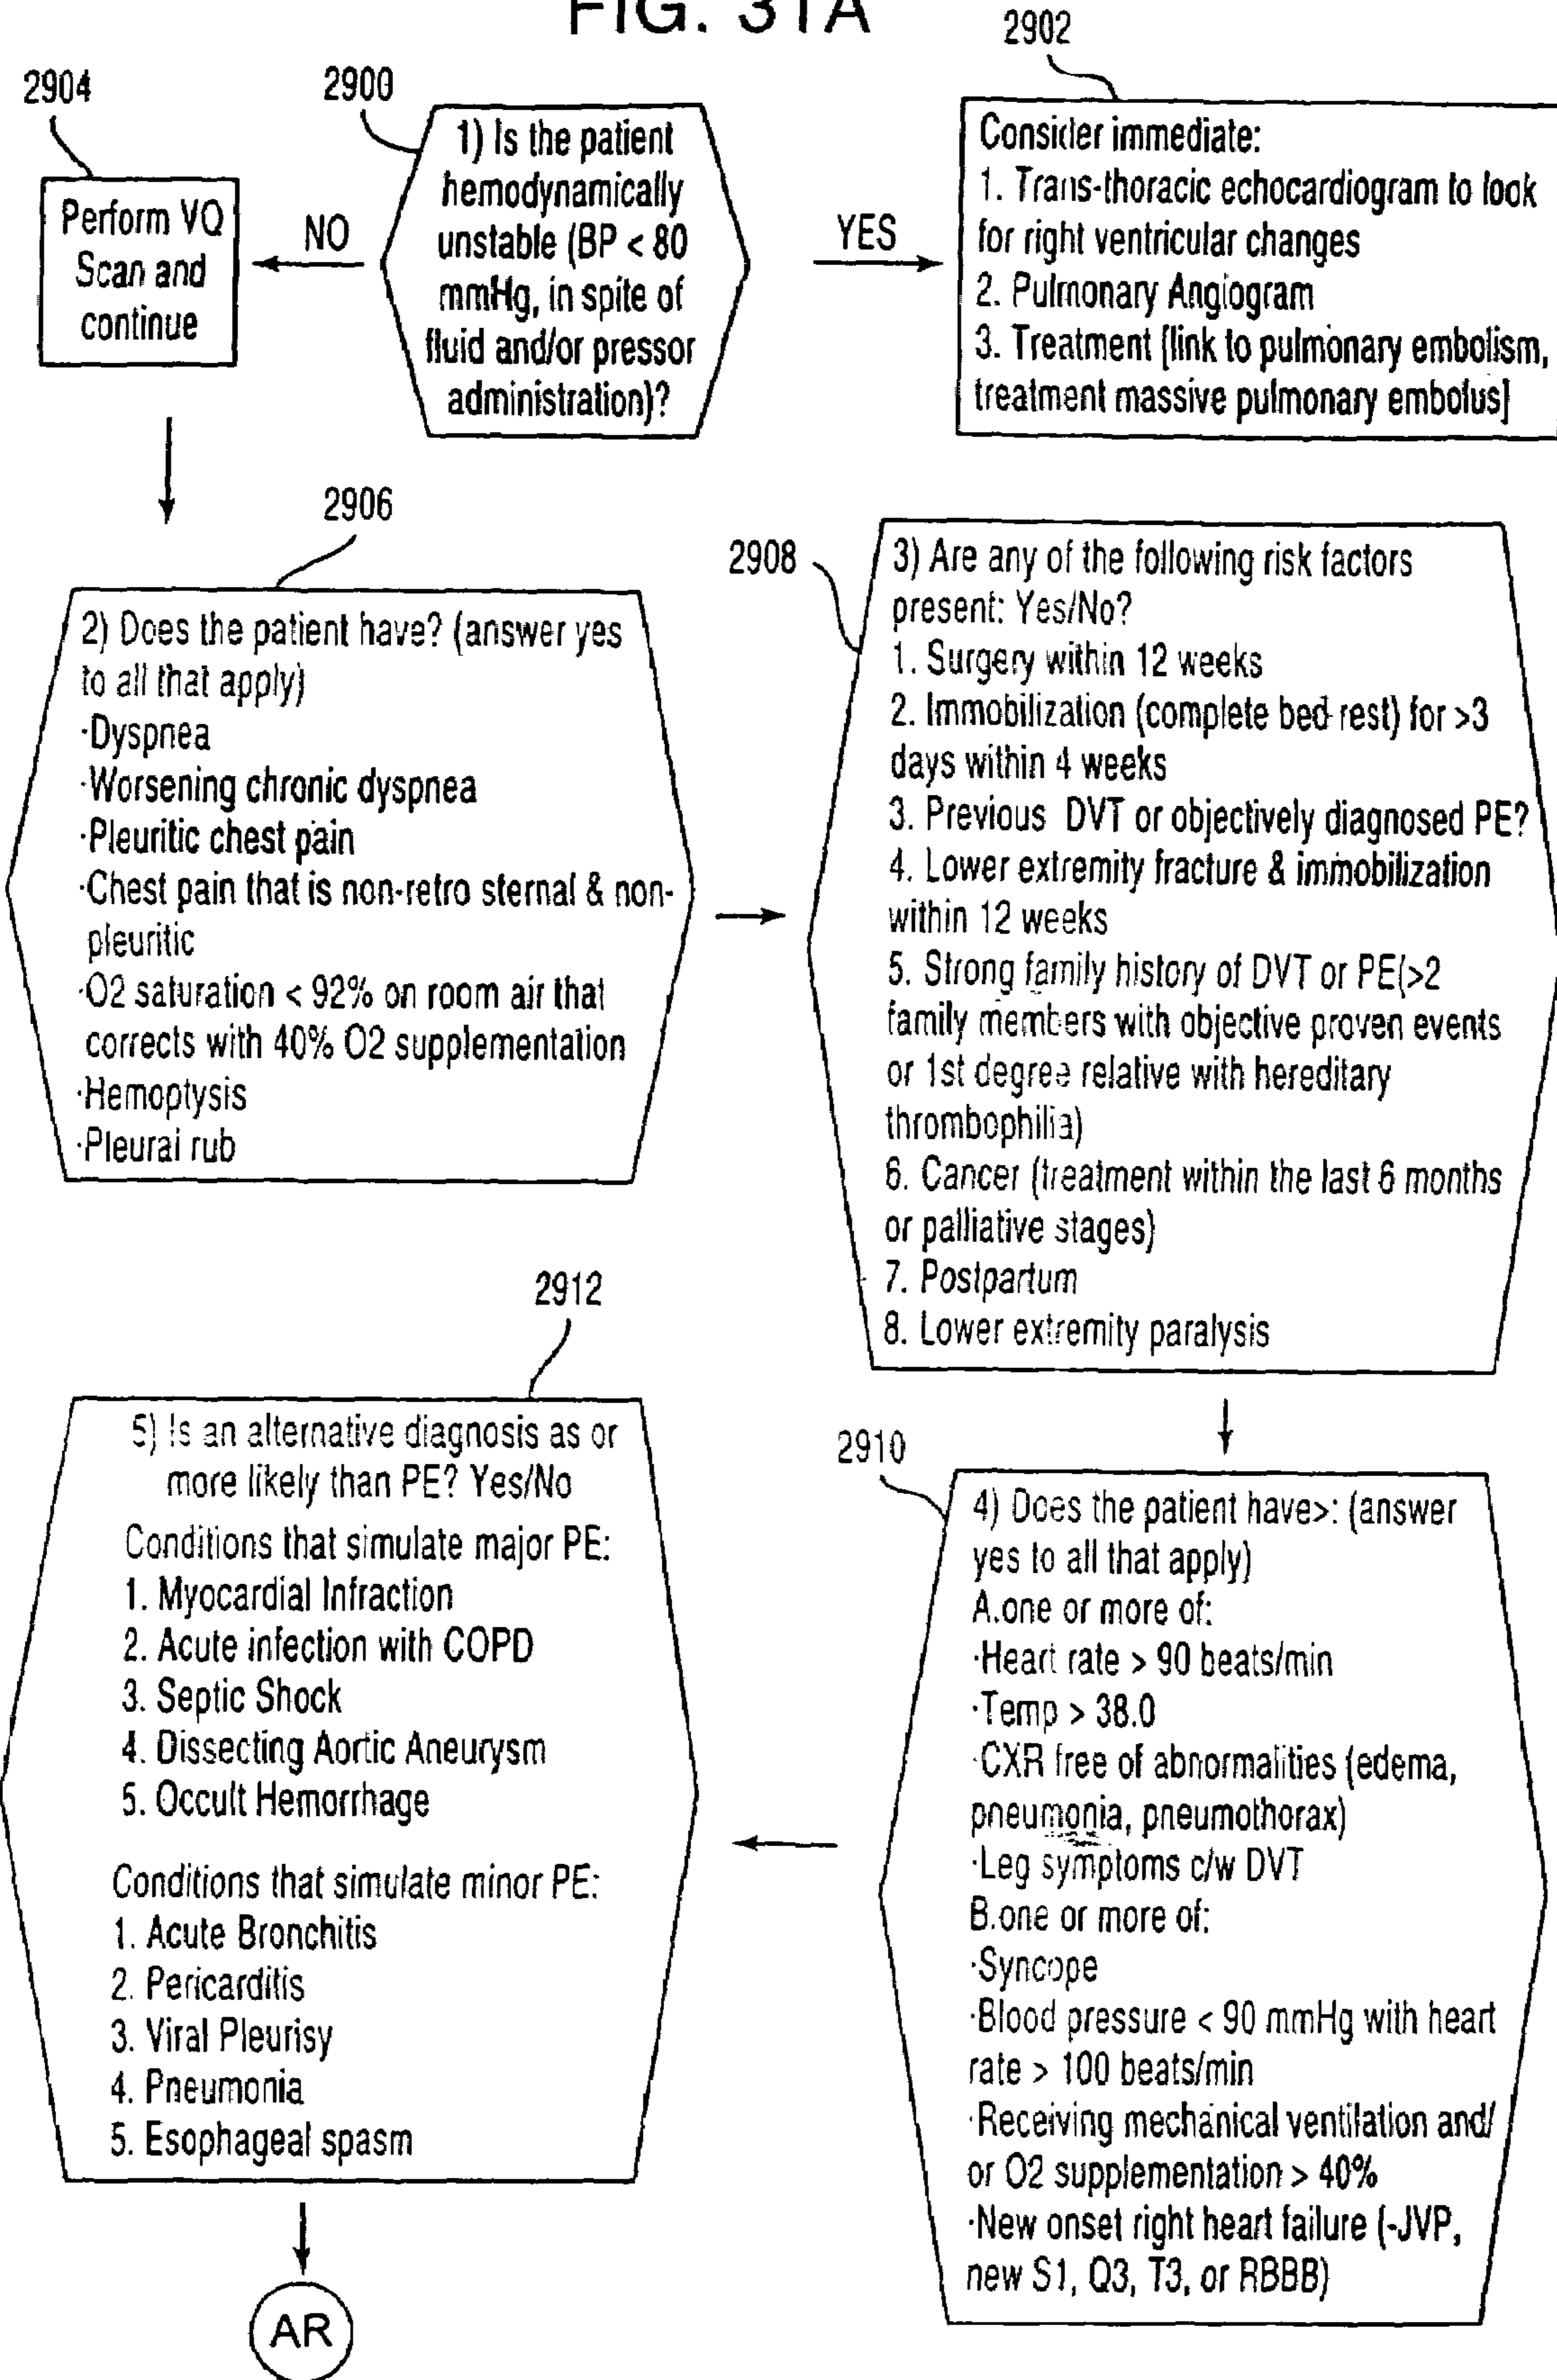 FIG. 31A
2902
2904
2900
1) Is the patient
hemodynamically
unstable (BP < 80
mmHg, in spite of
fluid and/or pressor
administration)?
NO
YES
Perform VQ
Scan and
continue
Consider immediate:
1. Trans-thoracic echocardiogram to look
for right ventricular changes
2. Pulmonary Angiogram
3. Treatment [link to pulmonary embolism,
treatment massive pulmonary embolus]
2906
2) Does the patient have? (answer yes
to all that apply)
·Dyspnea
·Worsening chronic dyspnea
·Pleuritic chest pain
·Chest pain that is non-retro sternal & non-
pleuritic
·O2 saturation < 92% on room air that
corrects with 40% O2 supplementation
·Hemoptysis
·Pleural rub
2908
3) Are any of the following risk factors
present: Yes/No?
1. Surgery within 12 weeks
2. Immobilization (complete bed rest) for >3
days within 4 weeks
3. Previous DVT or objectively diagnosed PE?
4. Lower extremity fracture & immobilization
within 12 weeks
5. Strong family history of DVT or PE(>2
family members with objective proven events
or 1st degree relative with hereditary
thrombophilia)
6. Cancer (treatment within the last 6 months
or palliative stages)
7. Postpartum
8. Lower extremity paralysis
2910
4) Does the patient have>: (answer
yes to all that apply)
A.one or more of:
·Heart rate > 90 beats/min
·Temp > 38.0
·CXR free of abnormalities (edema,
pneumonia, pneumothorax)
·Leg symptoms c/w DVT
B.one or more of:
·Syncope
·Blood pressure < 90 mmHg with heart
rate > 100 beats/min
·Receiving mechanical ventilation and/
or O2 supplementation > 40%
·New onset right heart failure (-JVP,
new S1, Q3, T3, or RBBB)
2912
5) Is an alternative diagnosis as or
more likely than PE? Yes/No
Conditions that simulate major PE:
1. Myocardial Infraction
2. Acute infection with COPD
3. Septic Shock
4. Dissecting Aortic Aneurysm
5. Occult Hemorrhage
Conditions that simulate minor PE:
1. Acute Bronchitis
2. Pericarditis
3. Viral Pleurisy
4. Pneumonia
5. Esophageal spasm
AR